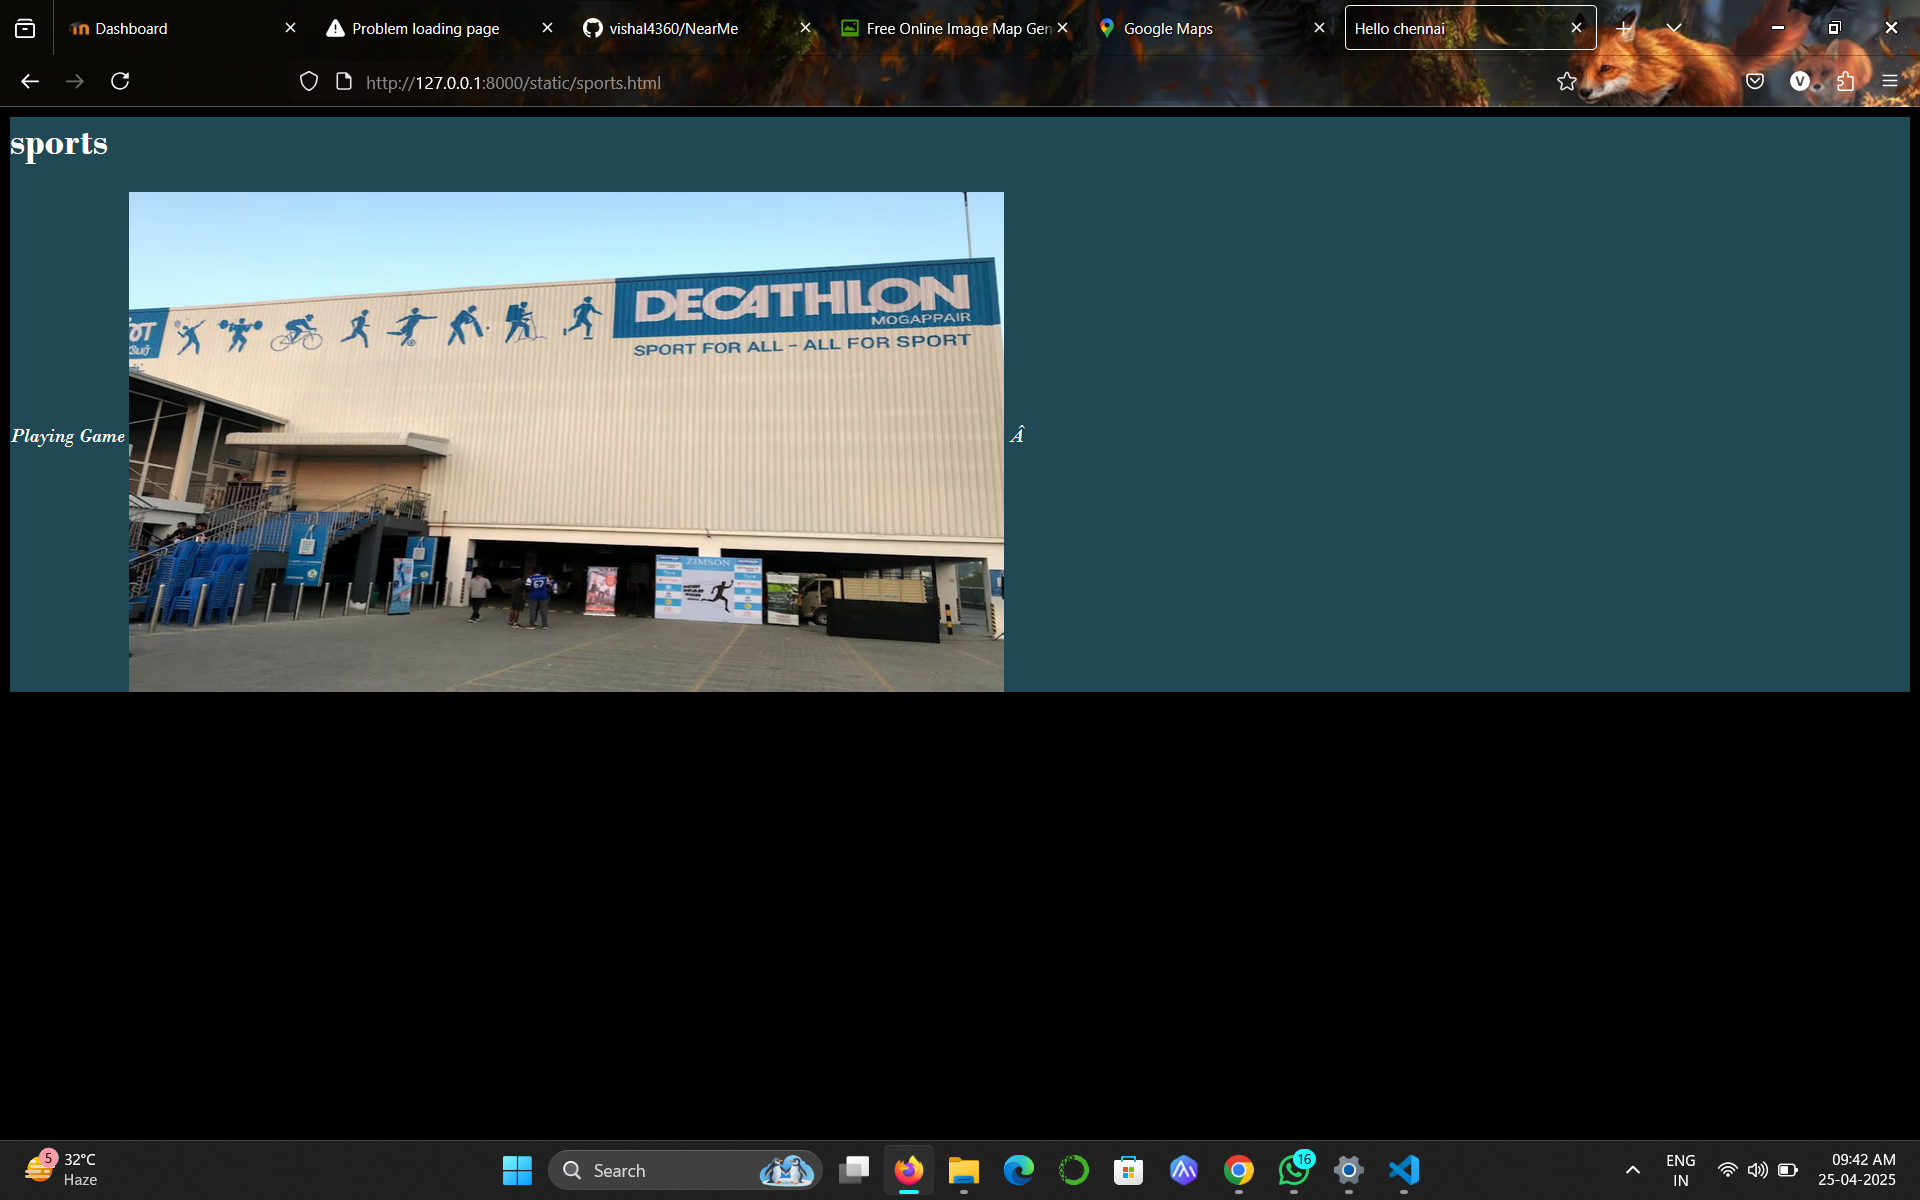 Dashboard
Problem loading page
vishal4360/NearMe
Free Online Image Map Gen
Google Maps
Hello chennai
http://127.0.0.1:8000/static/sports.html
V
sports
DECATHLON
MOGAPPAIR
SPORT FOR ALL - ALL FOR SPORT
Playing Game
Â
ZIMSON
67
5
32°C
Haze
Search
16
ENG
IN
09:42 AM
25-04-2025